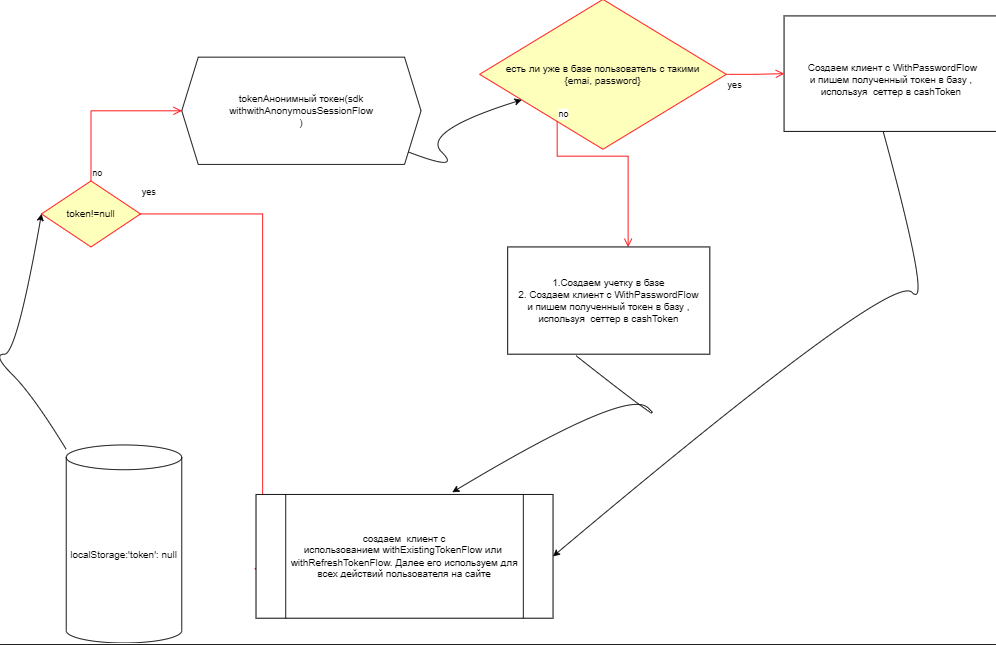 есть ли уже в базе пользователь с такими
{emai, password}
yes
no
Создаем клиент с WithPasswordFlow
и пишем полученный токен в базу ,
используя сеттер в cashToken
tokenАнонимный токен(sdk
withwithAnonymousSessionFlow
)
no
yes
token!=null
1.Создаем учетку в базе
2. Создаем клиент с WithPasswordFlow
и пишем полученный токен в базу ,
используя сеттер в cashToken
localStorage:'token': null
создаем клиент с
использованием withExistingTokenFlow или
withRefreshTokenFlow. Далее его используем для
всех действий пользователя на сайте